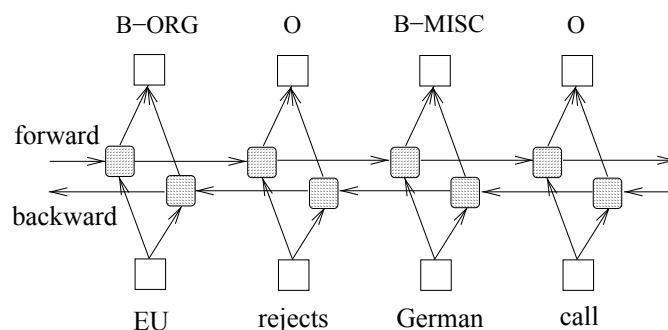 B−ORG O B−MISC O
forward
backward
EU rejects German call